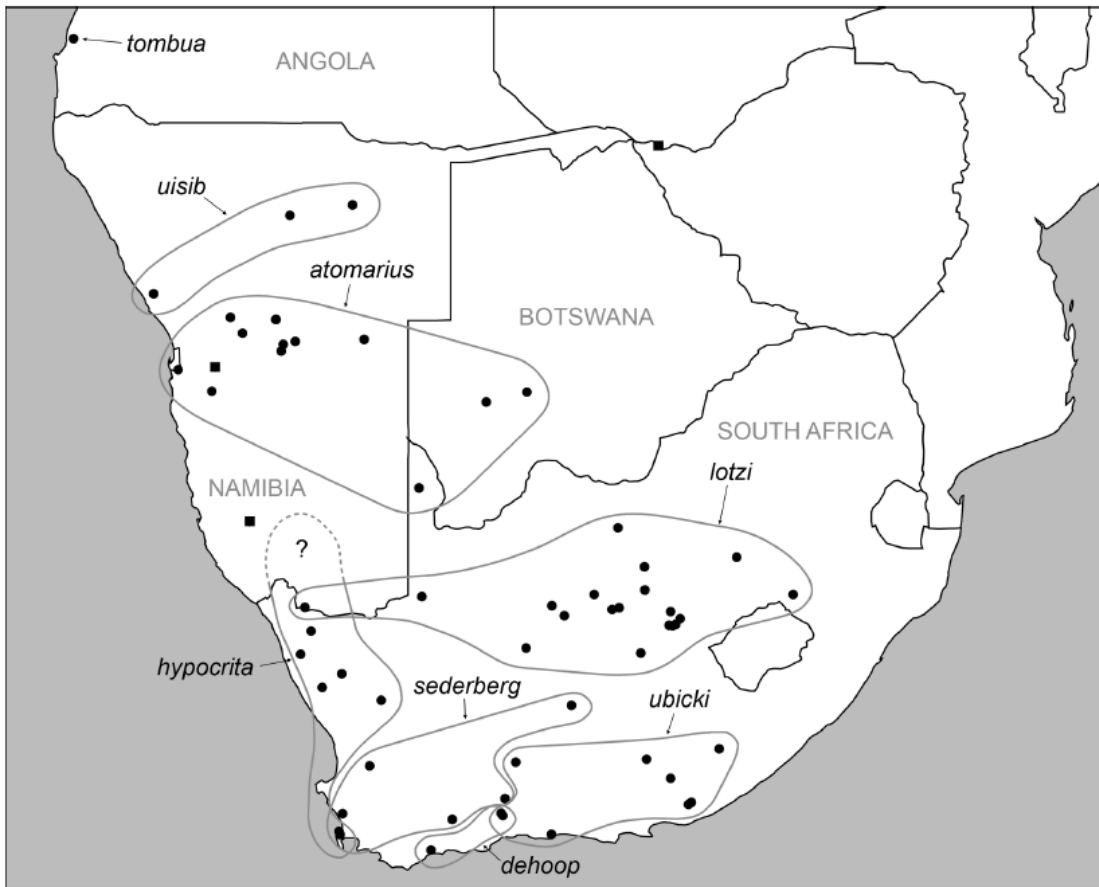 tombua
ANGOLA
uisib
atomarius
BOTSWANA
SOUTH AFRICA
lotzi
NAMIBIA
?
hypocrita
sederberg
ubicki
dehoop